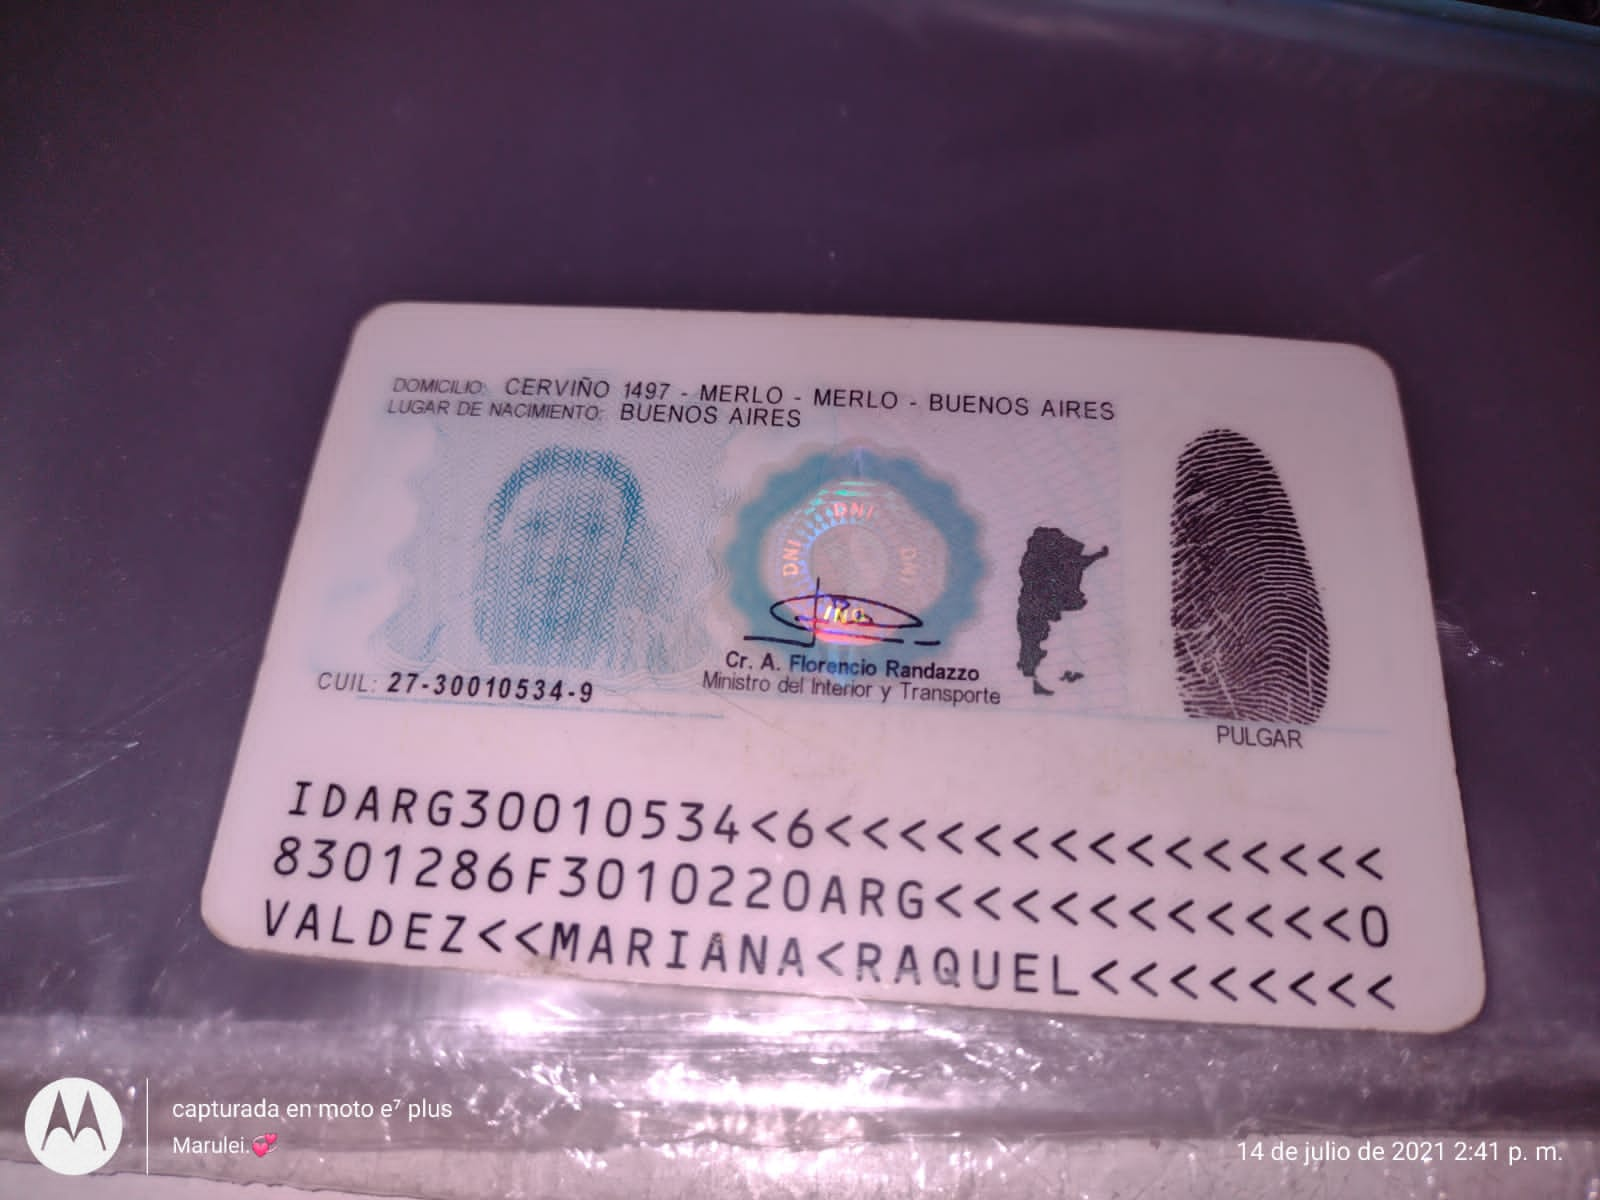 DOMICILIO: CERVIÑO 1497 - MERLO - MERLO - BUENOS AIRES
LUGAR DE NACIMIENTO: BUENOS AIRES
DNI
DNI
DNI
CUIL: 27-30010534-9
Cr. A. Florencio Randazzo
Ministro del Interior y Transporte
PULGAR
IDARG30010534<6<<<<<<<<<<<<<<<
8301286F3010220ARG<<<<<<<<<<<0
VALDEZ<<MARIANA<RAQUEL<<<<<<<<
capturada en moto e⁷ plus
Marulei.💞
14 de julio de 2021 2:41 p. m.